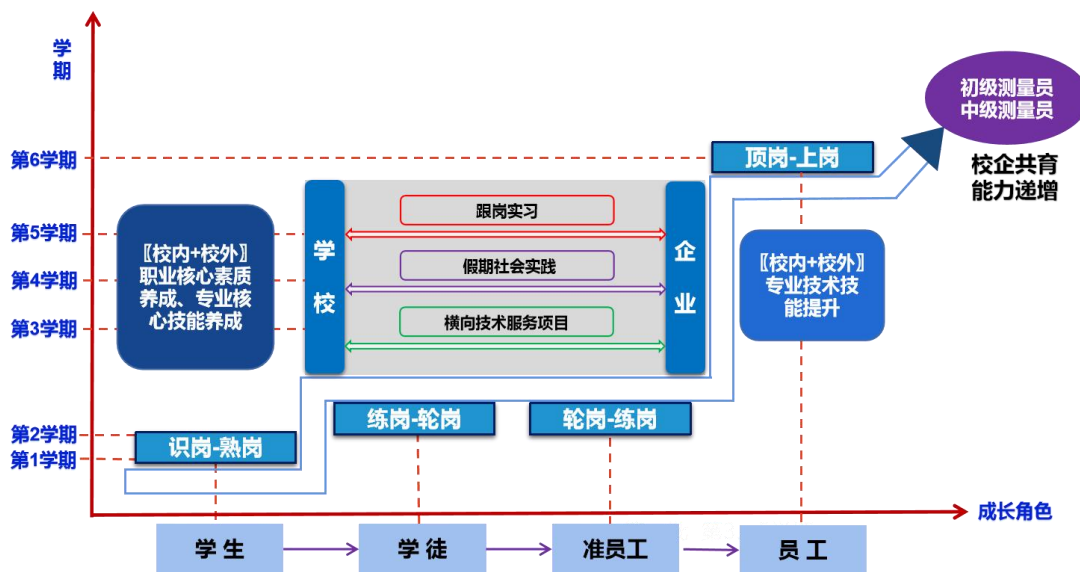 学
期
初级测量员
中级测量员
校企共育
能力递增
第6学期
顶岗-上岗
第5学期
第4学期
第3学期
〖校内+校外〗
职业核心素质
养成、专业核
心技能养成
学
校
跟岗实习
假期社会实践
横向技术服务项目
企
业
〖校内+校外〗
专业技术技
能提升
第2学期
第1学期
识岗-熟岗
练岗-轮岗
轮岗-练岗
成长角色
学 生
学 徒
准员工
员 工